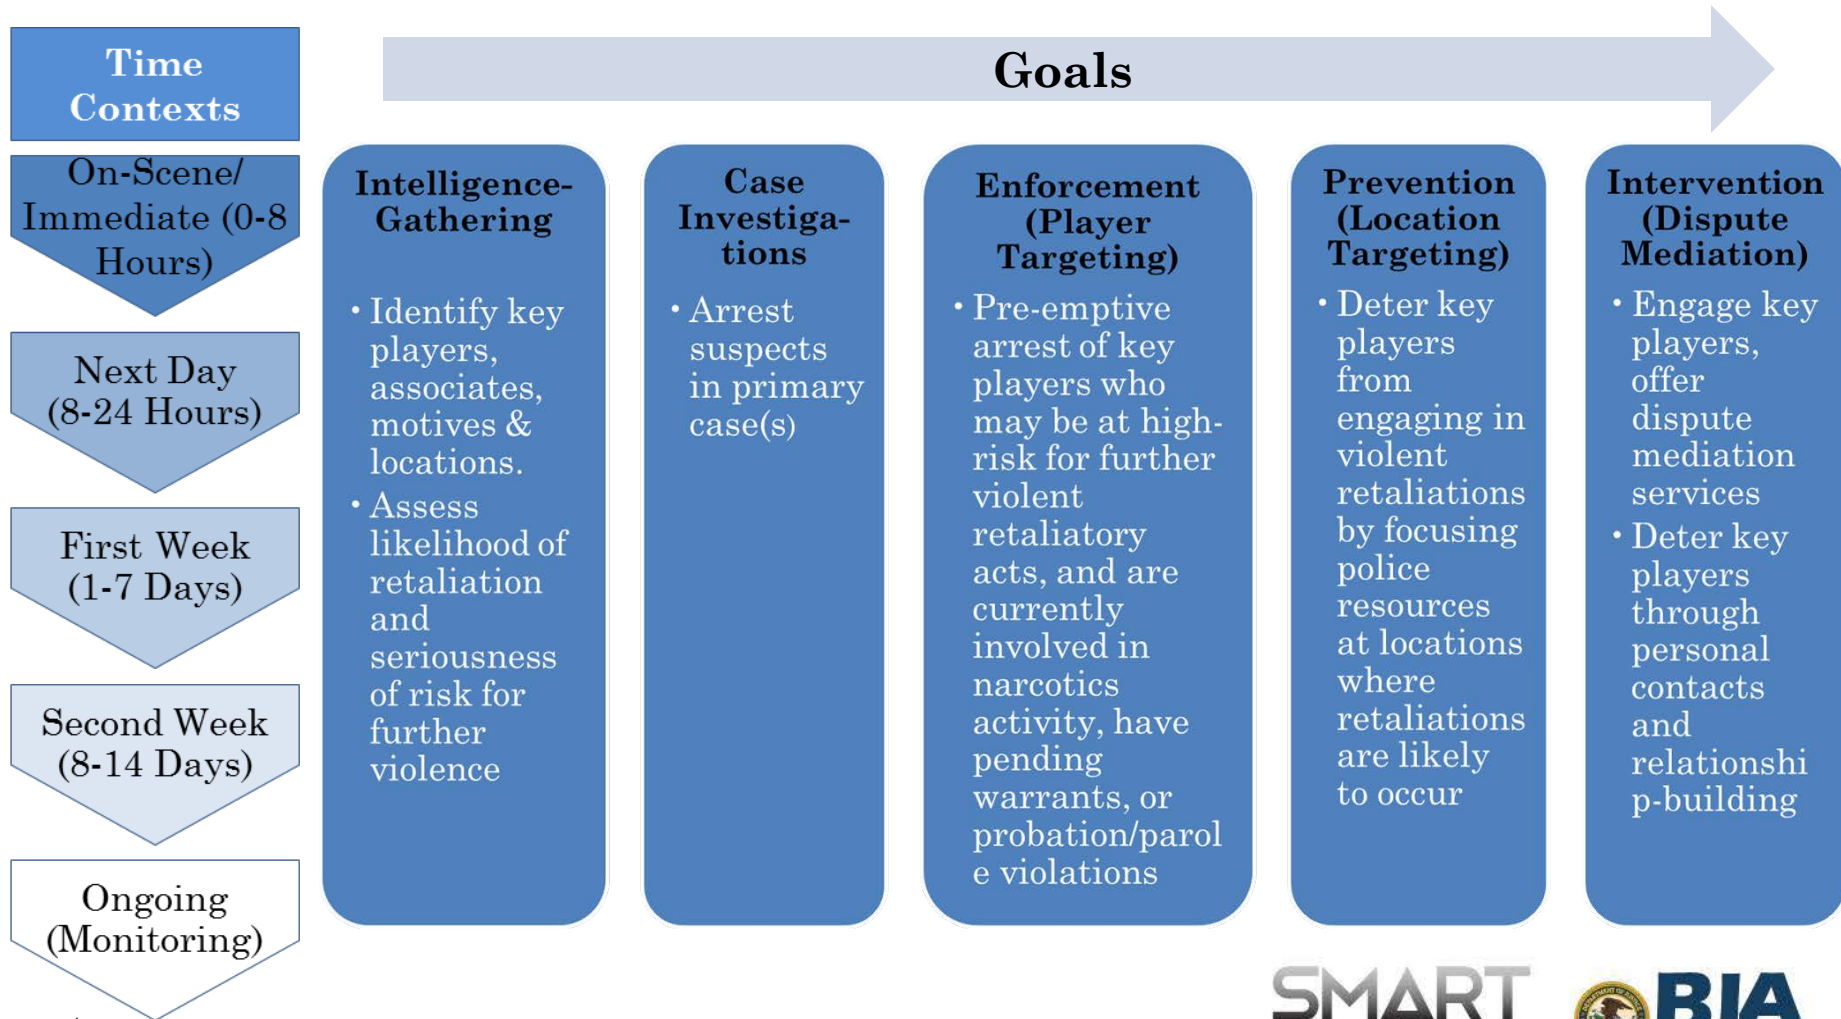 Time
Contexts
Goals
On-Scene/
Immediate (0-8
Hours)
Next Day
(8-24 Hours)
First Week
(1-7 Days)
Second Week
(8-14 Days)
Ongoing
(Monitoring)
Intelligence-
Gathering
• Identify key
players,
associates,
motives &
locations.
• Assess
likelihood of
retaliation
and
seriousness
of risk for
further
violence
Case
Investiga-
tions
• Arrest
suspects
in primary
case(s)
Enforcement
(Player
Targeting)
• Pre-emptive
arrest of key
players who
may be at high-
risk for further
violent
retaliatory
acts, and are
currently
involved in
narcotics
activity, have
pending
warrants, or
probation/parol
e violations
Prevention
(Location
Targeting)
• Deter key
players
from
engaging in
violent
retaliations
by focusing
police
resources
at locations
where
retaliations
are likely
to occur
Intervention
(Dispute
Mediation)
• Engage key
players,
offer
dispute
mediation
services
• Deter key
players
through
personal
contacts
and
relationshi
p-building
SMART
BJA